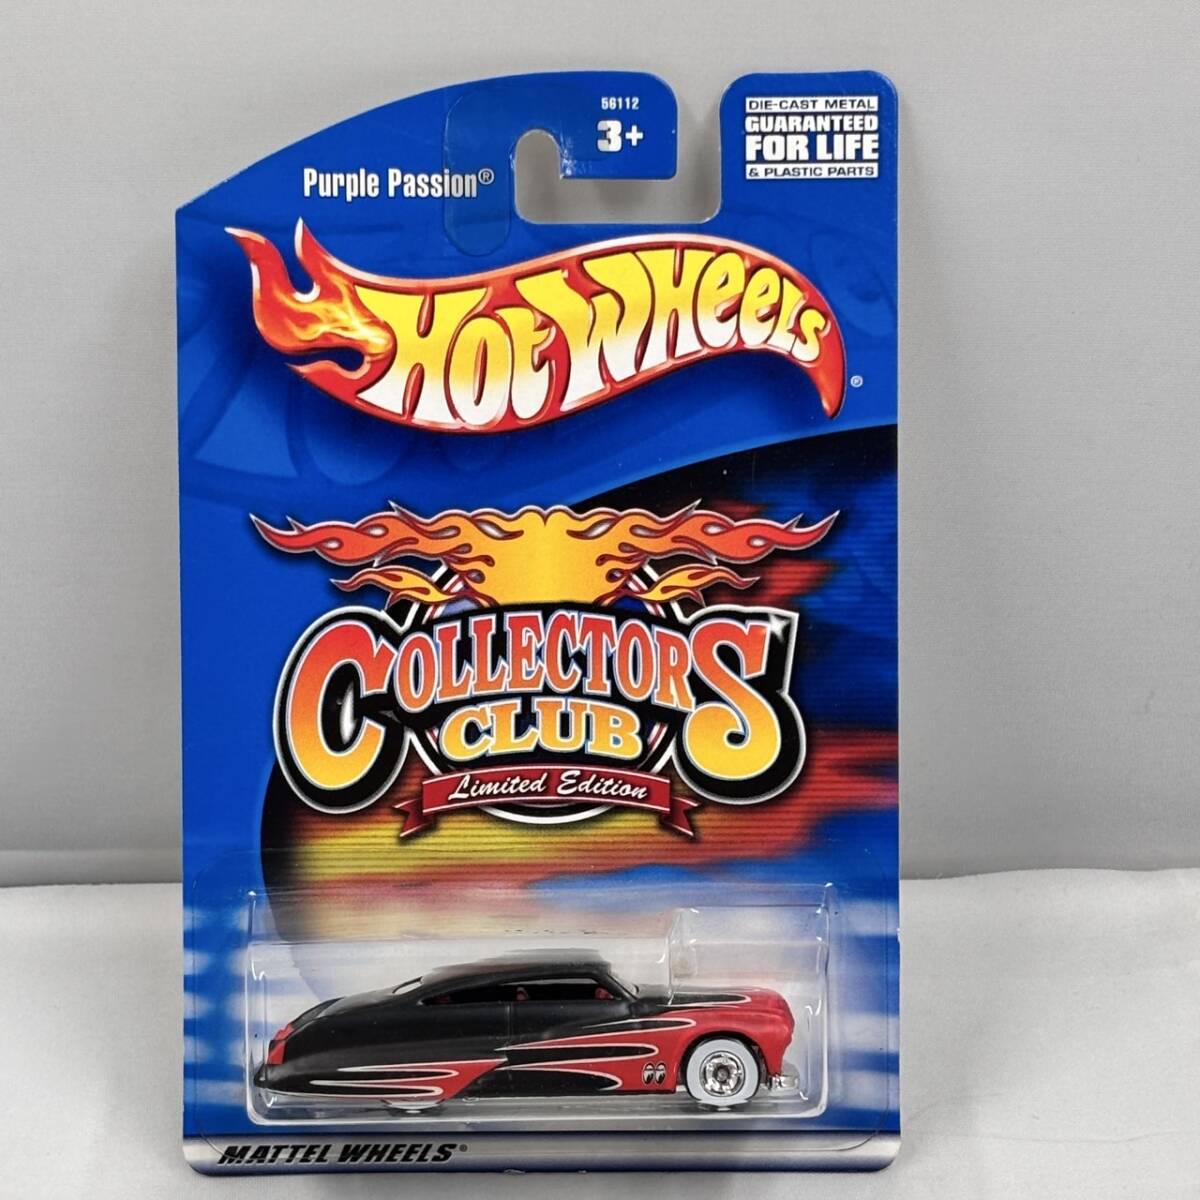 56112
3+
Purple Passion®
DIE-CAST METAL
GUARANTEED
FOR LIFE
& PLASTIC PARTS
HOT WHEELS
®
COLLECTORS'
CLUB
Limited Edition
MATTEL WHEELS®